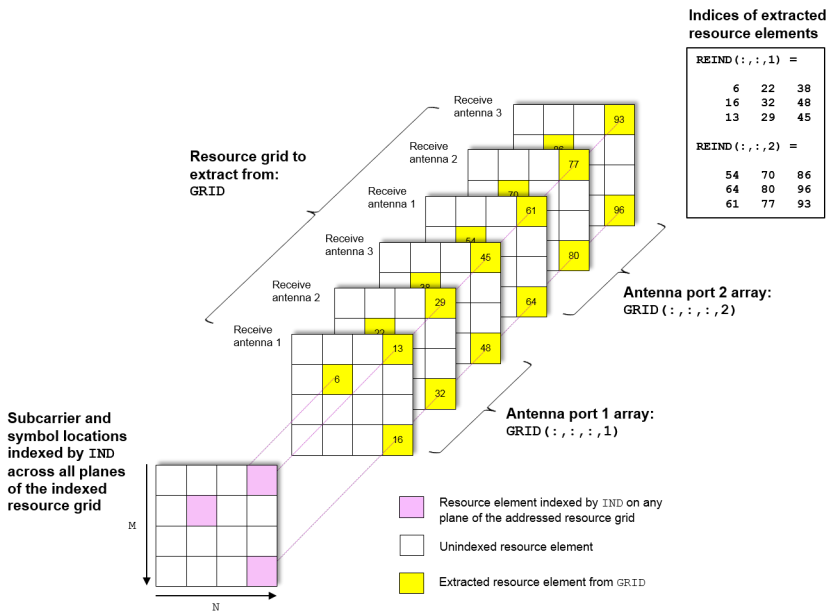 Indices of extracted
resource elements
REIND(:,:,1) =
6 22 38
16 32 48
13 29 45
REIND(:,:,2) =
54 70 86
64 80 96
61 77 93
Resource grid to
extract from:
GRID
Receive
antenna 3
Receive
antenna 2
Receive
antenna 1
Receive
antenna 3
Receive
antenna 2
Receive
antenna 1
93
86
96
77
70
80
61
54
64
45
38
48
29
22
32
13
6
16
Antenna port 2 array:
GRID(:,:,:,2)
Antenna port 1 array:
GRID(:,:,:,1)
Subcarrier and
symbol locations
indexed by IND
across all planes
of the indexed
resource grid
M
N
Resource element indexed by IND on any
plane of the addressed resource grid
Unindexed resource element
Extracted resource element from GRID